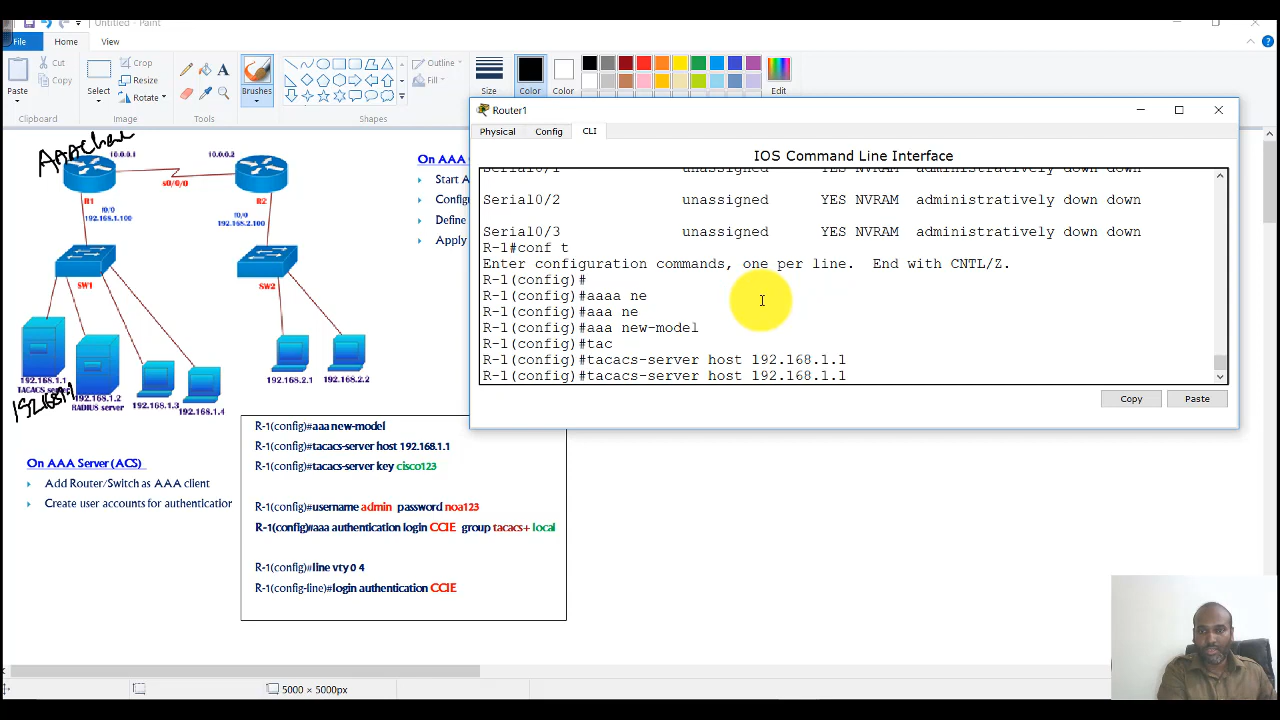 Untitled - Paint
File
Home
View
Paste
Cut
Copy
Clipboard
Select
Crop
Resize
Rotate
Image
Tools
Brushes
Shapes
Outline
Fill
Size
Color
Color
Edit
Router1
Physical
Config
CLI
IOS Command Line Interface
Serial0/1 unassigned YES NVRAM administratively down down
Serial0/2 unassigned YES NVRAM administratively down down
Serial0/3 unassigned YES NVRAM administratively down down
R-1#conf t
Enter configuration commands, one per line. End with CNTL/Z.
R-1(config)#
R-1(config)#aaaa ne
R-1(config)#aaa ne
R-1(config)#aaa new-model
R-1(config)#tac
R-1(config)#tacacs-server host 192.168.1.1
R-1(config)#tacacs-server host 192.168.1.1
Copy
Paste
10.0.0.1
10.0.0.2
s0/0/0
R1
R2
f0/0
192.168.1.100
f0/0
192.168.2.100
SW1
SW2
192.168.1.1
TACACS server
192.168.1.2
RADIUS server
192.168.1.3
192.168.1.4
192.168.2.1
192.168.2.2
On AAA
Start A
Configu
Define
Apply
On AAA Server (ACS)
Add Router/Switch as AAA client
Create user accounts for authentication
R-1(config)#aaa new-model
R-1(config)#tacacs-server host 192.168.1.1
R-1(config)#tacacs-server key cisco123
R-1(config)#username admin password noa123
R-1(config)#aaa authentication login CCIE group tacacs+ local
R-1(config)#line vty 0 4
R-1(config-line)#login authentication CCIE
5000 × 5000px